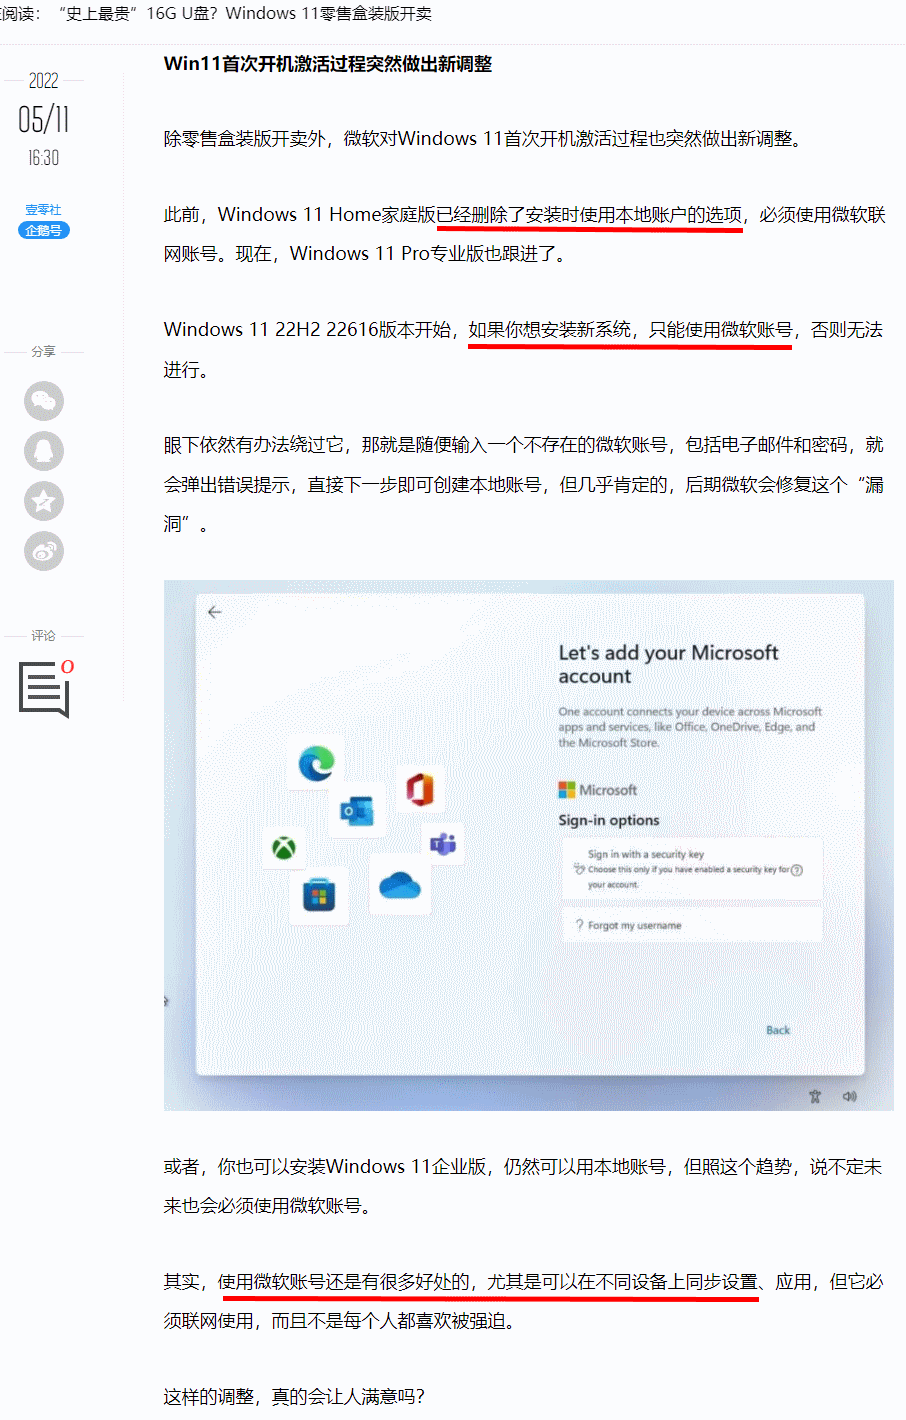 阅读：“史上最贵”16G U盘？Windows 11零售盒装版开卖
2022
05/11
16:30
壹零社
企鹅号
分享
评论
0
Win11首次开机激活过程突然做出新调整
除零售盒装版开卖外，微软对Windows 11首次开机激活过程也突然做出新调整。
此前，Windows 11 Home家庭版已经删除了安装时使用本地账户的选项，必须使用微软联
网账号。现在，Windows 11 Pro专业版也跟进了。
Windows 11 22H2 22616版本开始，如果你想安装新系统，只能使用微软账号，否则无法
进行。
眼下依然有办法绕过它，那就是随便输入一个不存在的微软账号，包括电子邮件和密码，就
会弹出错误提示，直接下一步即可创建本地账号，但几乎肯定的，后期微软会修复这个“漏
洞”。
Let's add your Microsoft
account
One account connects your device across Microsoft
apps and services, like Office, OneDrive, Edge, and
the Microsoft Store.
Microsoft
Sign-in options
Sign in with a security key
Choose this only if you have enabled a security key for
your account.
Forgot my username
Back
或者，你也可以安装Windows 11企业版，仍然可以用本地账号，但照这个趋势，说不定未
来也会必须使用微软账号。
其实，使用微软账号还是有很多好处的，尤其是可以在不同设备上同步设置、应用，但它必
须联网使用，而且不是每个人都喜欢被强迫。
这样的调整，真的会让人满意吗？